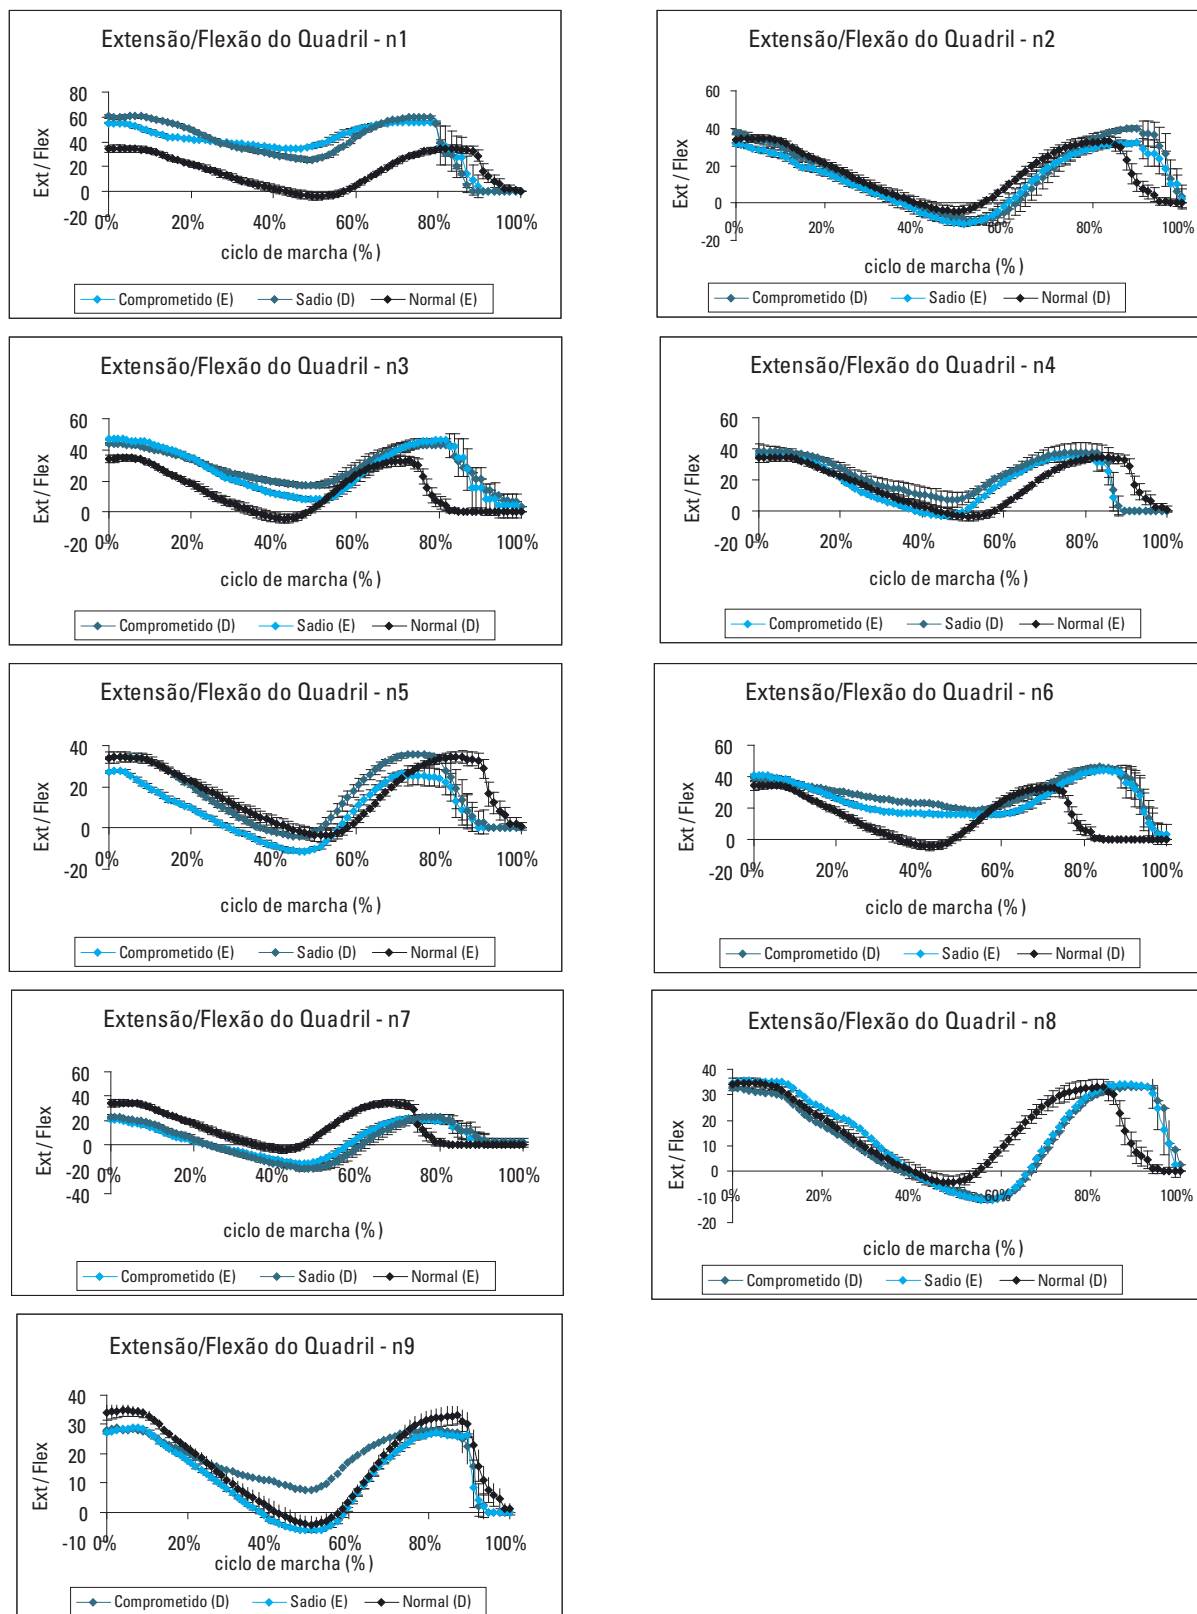 Extensão/Flexão do Quadril - n1
80
60
40
20
0
-20
Ext / Flex
0% 20% 40% 60% 80% 100%
ciclo de marcha (%)
Comprometido (E) Sadio (D) Normal (E)
Extensão/Flexão do Quadril - n2
60
40
20
0
-20
Ext / Flex
0% 20% 40% 60% 80% 100%
ciclo de marcha (%)
Comprometido (D) Sadio (E) Normal (D)
Extensão/Flexão do Quadril - n3
60
40
20
0
-20
Ext / Flex
0% 20% 40% 60% 80% 100%
ciclo de marcha (%)
Comprometido (D) Sadio (E) Normal (D)
Extensão/Flexão do Quadril - n4
60
40
20
0
-20
Ext / Flex
0% 20% 40% 60% 80% 100%
ciclo de marcha (%)
Comprometido (E) Sadio (D) Normal (E)
Extensão/Flexão do Quadril - n5
40
20
0
-20
Ext / Flex
0% 20% 40% 60% 80% 100%
ciclo de marcha (%)
Comprometido (E) Sadio (D) Normal (E)
Extensão/Flexão do Quadril - n6
60
40
20
0
-20
Ext / Flex
0% 20% 40% 60% 80% 100%
ciclo de marcha (%)
Comprometido (D) Sadio (E) Normal (D)
Extensão/Flexão do Quadril - n7
60
40
20
0
-20
-40
Ext / Flex
0% 20% 40% 60% 80% 100%
ciclo de marcha (%)
Comprometido (E) Sadio (D) Normal (E)
Extensão/Flexão do Quadril - n8
40
30
20
10
0
-10
-20
Ext / Flex
0% 20% 40% 60% 80% 100%
ciclo de marcha (%)
Comprometido (D) Sadio (E) Normal (D)
Extensão/Flexão do Quadril - n9
40
30
20
10
0
-10
Ext / Flex
0% 20% 40% 60% 80% 100%
ciclo de marcha (%)
Comprometido (D) Sadio (E) Normal (D)